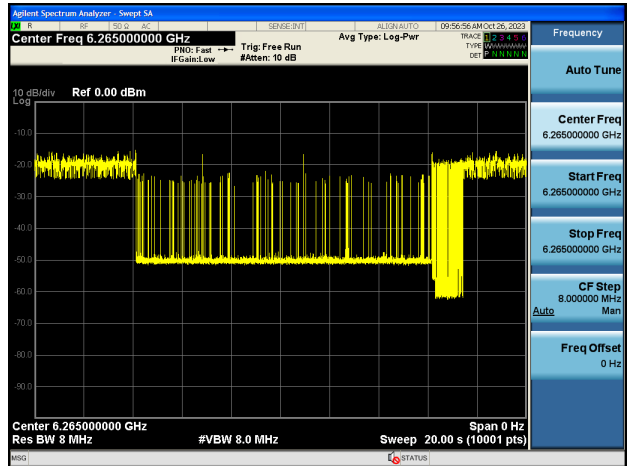 Agilent Spectrum Analyzer - Swept SA
R RF 50 Ω AC SENSE:INT ALIGN AUTO 09:56:56 AM Oct 26, 2023
Center Freq 6.265000000 GHz
PNO: Fast
IFGain:Low
Trig: Free Run
#Atten: 10 dB
Avg Type: Log-Pwr
TRACE 1 2 3 4 5 6
TYPE WWWWWW
DET P N N N N N
10 dB/div Ref 0.00 dBm
Log
-10.0
-20.0
-30.0
-40.0
-50.0
-60.0
-70.0
-80.0
-90.0
Center 6.265000000 GHz Span 0 Hz
Res BW 8 MHz #VBW 8.0 MHz Sweep 20.00 s (10001 pts)
MSG STATUS
Frequency
Auto Tune
Center Freq
6.265000000 GHz
Start Freq
6.265000000 GHz
Stop Freq
6.265000000 GHz
CF Step
8.000000 MHz
Auto Man
Freq Offset
0 Hz